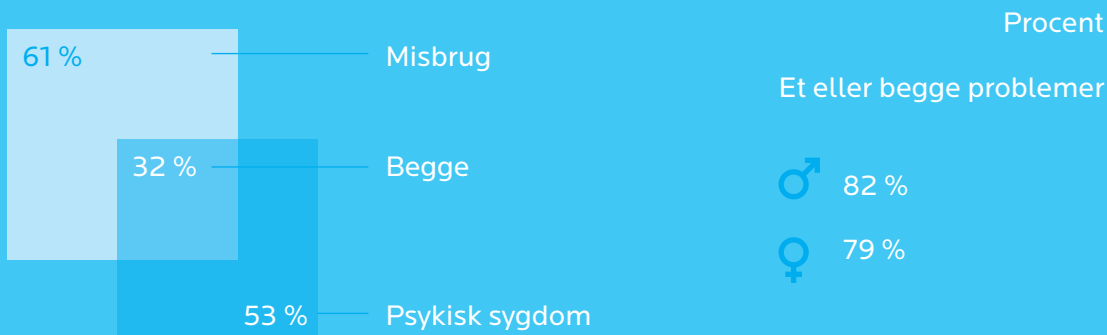 61 %
Misbrug
32 %
Begge
53 %
Psykisk sygdom
Procent
Et eller begge problemer
82 %
79 %